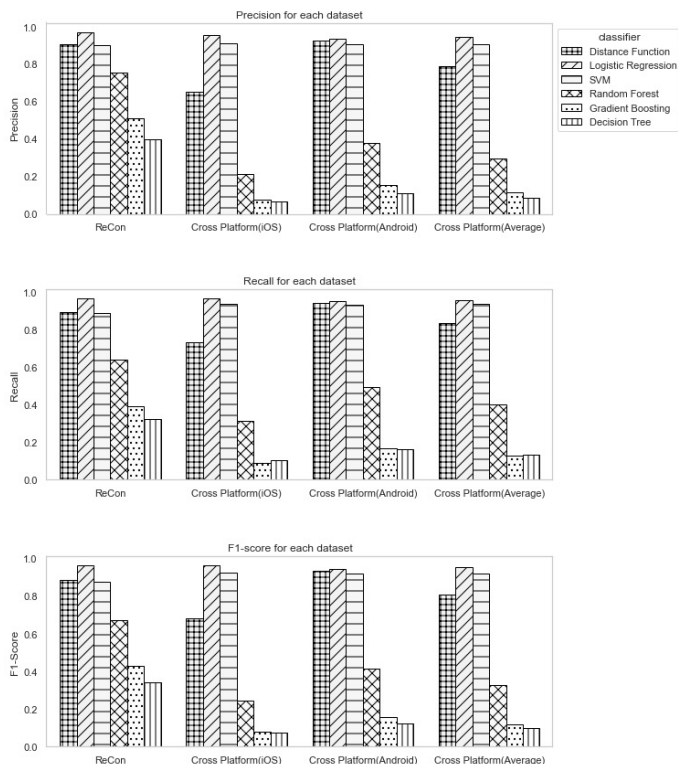 Precision for each dataset
1.0
0.8
0.6
0.4
0.2
0.0
Precision
ReCon
Cross Platform(iOS)
Cross Platform(Android)
Cross Platform(Average)
classifier
Distance Function
Logistic Regression
SVM
Random Forest
Gradient Boosting
Decision Tree
Recall for each dataset
1.0
0.8
0.6
0.4
0.2
0.0
Recall
ReCon
Cross Platform(iOS)
Cross Platform(Android)
Cross Platform(Average)
F1-score for each dataset
1.0
0.8
0.6
0.4
0.2
0.0
F1-Score
ReCon
Cross Platform(iOS)
Cross Platform(Android)
Cross Platform(Average)